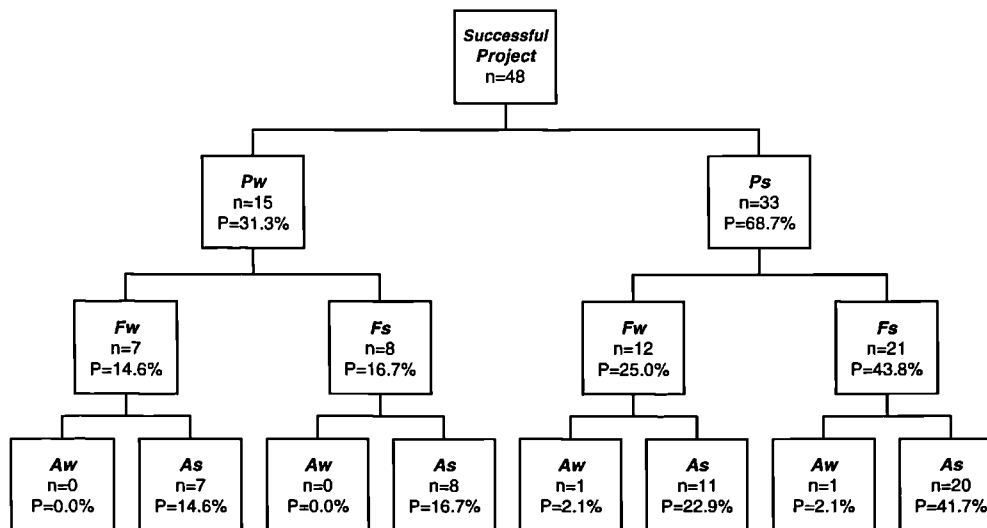 Successful
Project
n=48
Pw
n=15
P=31.3%
Ps
n=33
P=68.7%
Fw
n=7
P=14.6%
Fs
n=8
P=16.7%
Fw
n=12
P=25.0%
Fs
n=21
P=43.8%
Aw
n=0
P=0.0%
As
n=7
P=14.6%
Aw
n=0
P=0.0%
As
n=8
P=16.7%
Aw
n=1
P=2.1%
As
n=11
P=22.9%
Aw
n=1
P=2.1%
As
n=20
P=41.7%